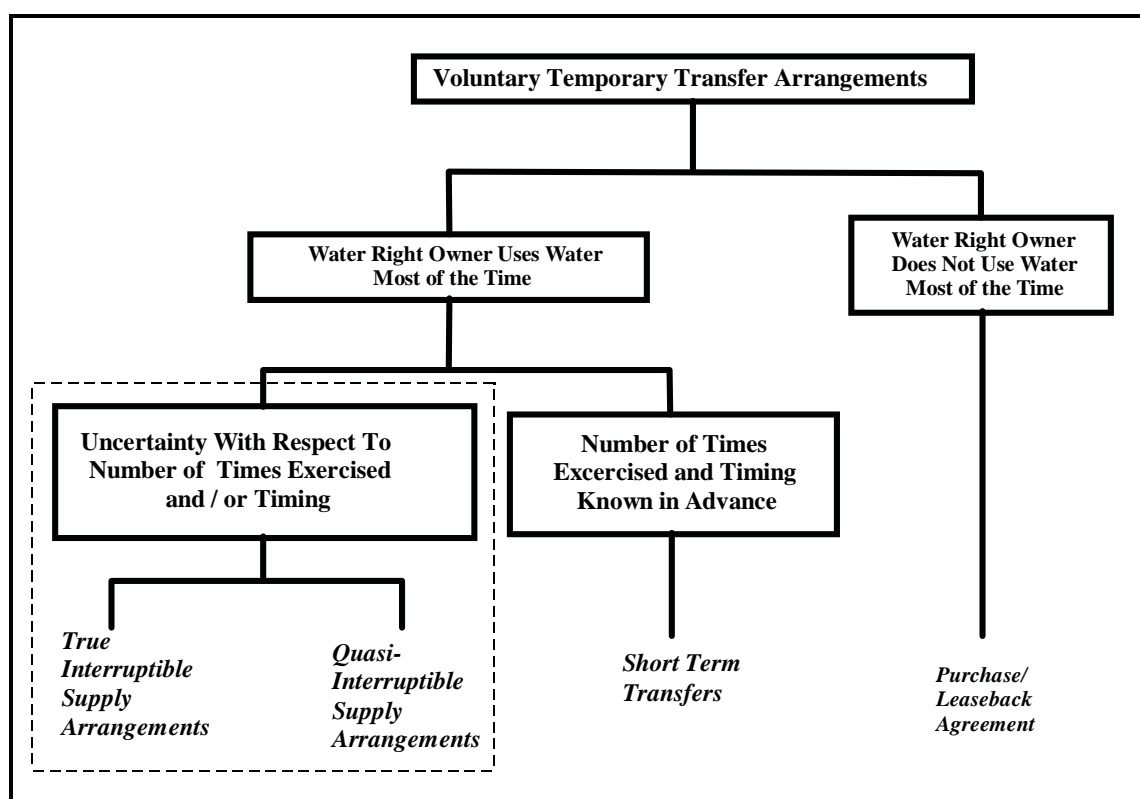 Voluntary Temporary Transfer Arrangements
Water Right Owner Uses Water
Most of the Time
Water Right Owner
Does Not Use Water
Most of the Time
Uncertainty With Respect To
Number of Times Exercised
and / or Timing
Number of Times
Excercised and Timing
Known in Advance
True
Interruptible
Supply
Arrangements
Quasi-
Interruptible
Supply
Arrangements
Short Term
Transfers
Purchase/
Leaseback
Agreement